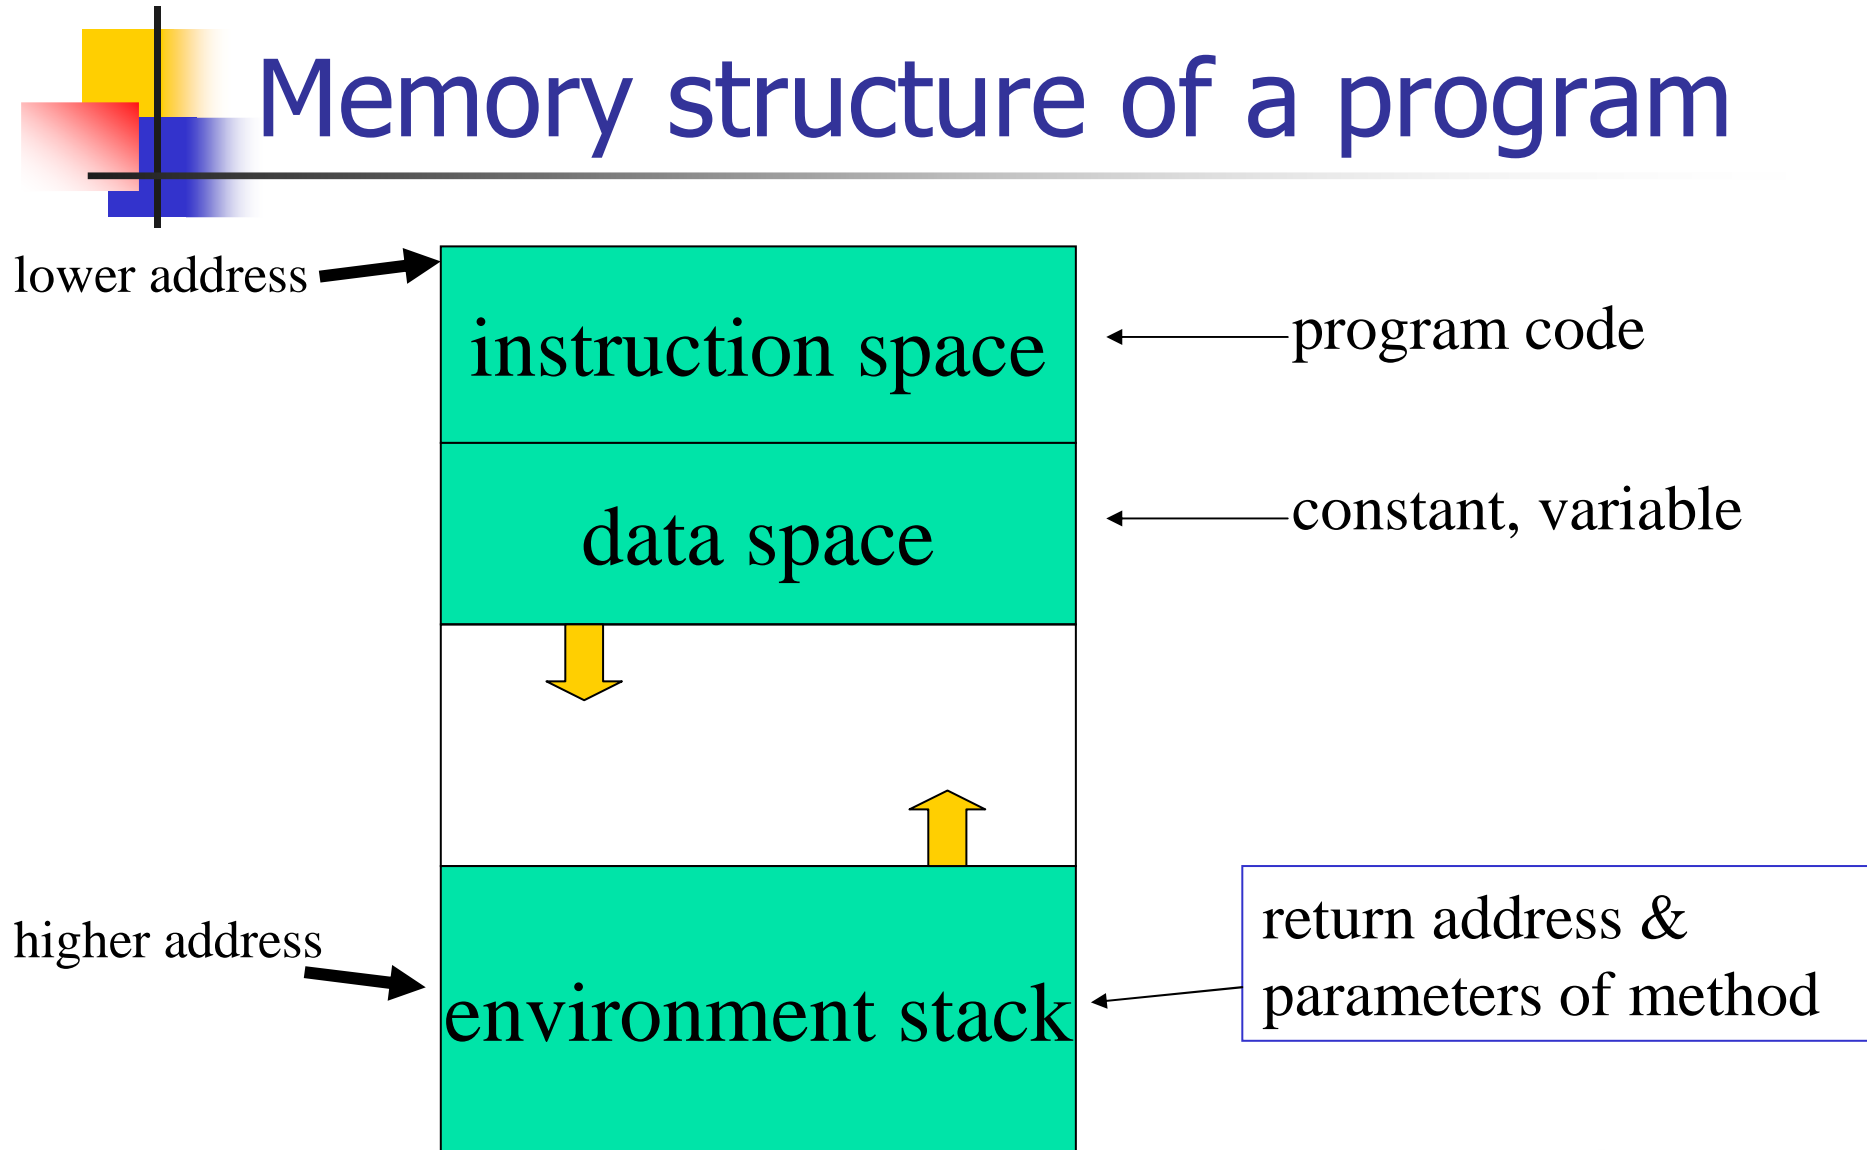 Memory structure of a program
lower address
instruction space
program code
data space
constant, variable
higher address
environment stack
return address &
parameters of method